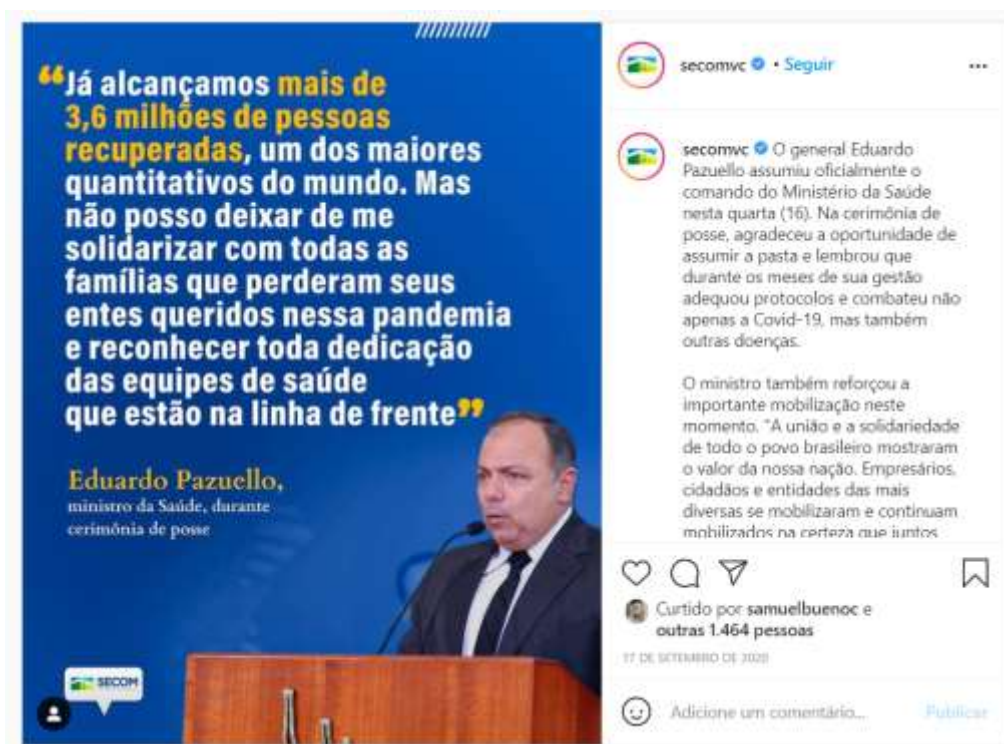 “Já alcançamos mais de
3,6 milhões de pessoas
recuperadas, um dos maiores
quantitativos do mundo. Mas
não posso deixar de me
solidarizar com todas as
famílias que perderam seus
entes queridos nessa pandemia
e reconhecer toda dedicação
das equipes de saúde
que estão na linha de frente”
Eduardo Pazuello,
ministro da Saúde, durante
cerimônia de posse
SECOM
secomvc • Seguir
secomvc O general Eduardo
Pazuello assumiu oficialmente o
comando do Ministério da Saúde
nesta quarta (16). Na cerimônia de
posse, agradeceu a oportunidade de
assumir a pasta e lembrou que
durante os meses de sua gestão
adequou protocolos e combateu não
apenas a Covid-19, mas também
outras doenças.
O ministro também reforçou a
importante mobilização neste
momento. "A união e a solidariedade
de todo o povo brasileiro mostraram
o valor da nossa nação. Empresários,
cidadãos e entidades das mais
diversas se mobilizaram e continuam
mobilizados na certeza que juntos
Curtido por samuelbuenoc e
outras 1.464 pessoas
17 DE SETEMBRO DE 2020
Adicione um comentário... Publicar